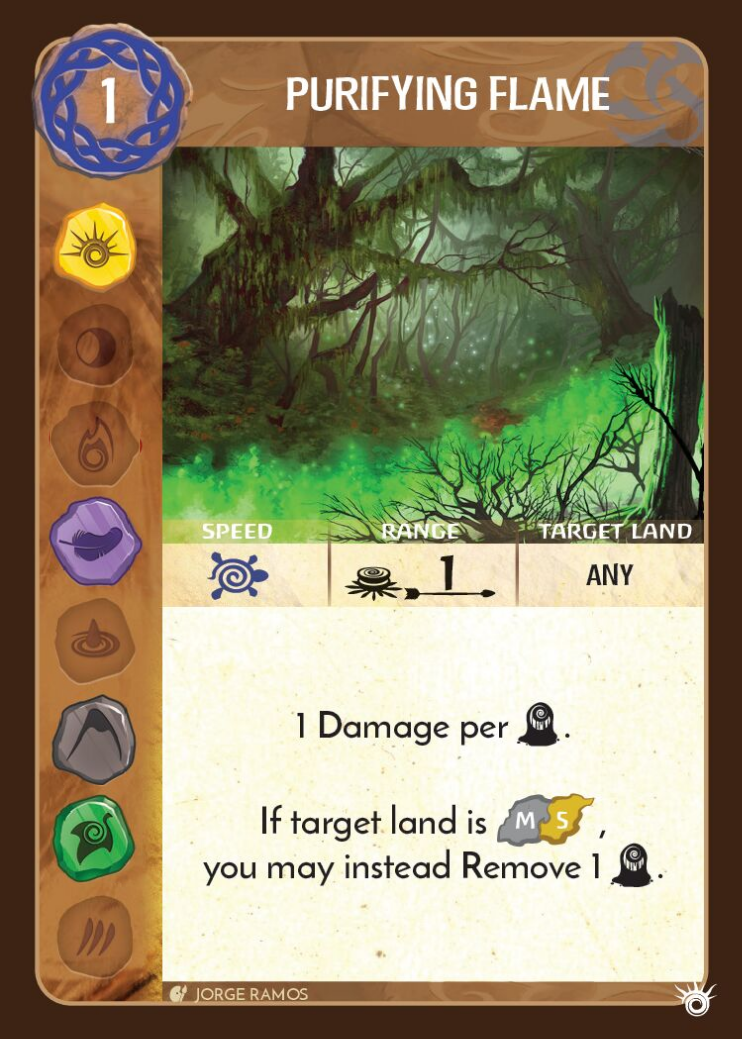 1
PURIFYING FLAME
SPEED RANGE TARGET LAND
1 ANY
1 Damage per .
If target land is M S ,
you may instead Remove 1 .
JORGE RAMOS